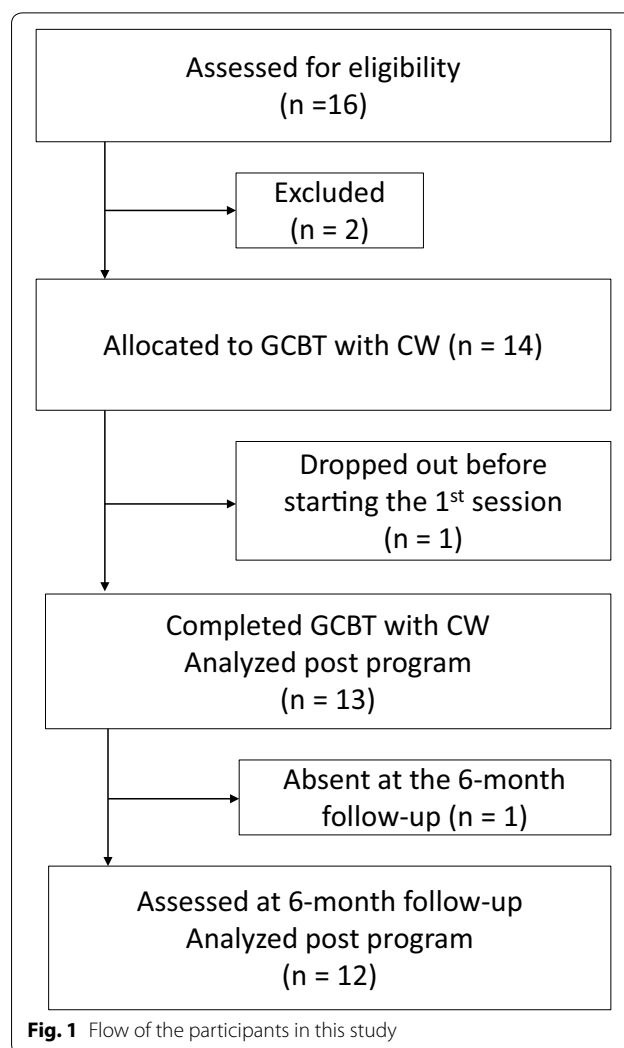 Assessed for eligibility
(n =16)
Excluded
(n = 2)
Allocated to GCBT with CW (n = 14)
Dropped out before
starting the 1st session
(n = 1)
Completed GCBT with CW
Analyzed post program
(n = 13)
Absent at the 6-month
follow-up (n = 1)
Assessed at 6-month follow-up
Analyzed post program
(n = 12)
Fig. 1 Flow of the participants in this study